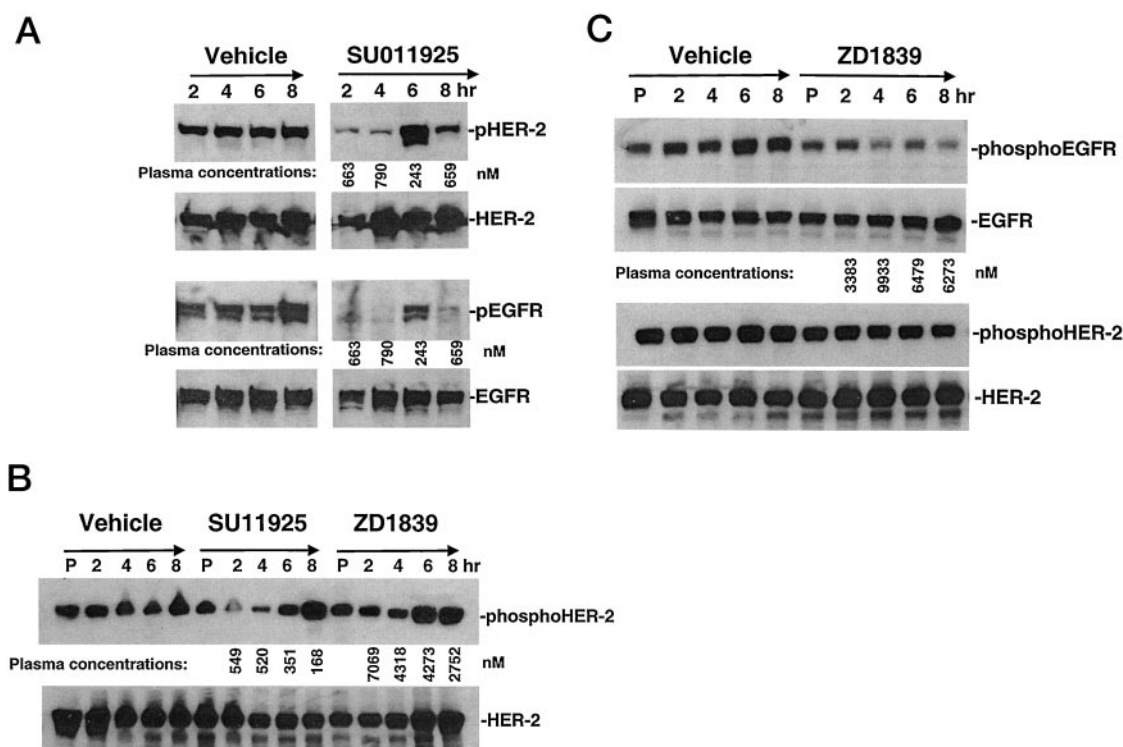 A
Vehicle SU011925
2 4 6 8 2 4 6 8 hr
-pHER-2
Plasma concentrations: 663 790 243 659 nM
-HER-2
-pEGFR
Plasma concentrations: 663 790 243 659 nM
-EGFR
B
Vehicle SU11925 ZD1839
P 2 4 6 8 P 2 4 6 8 P 2 4 6 8 hr
-phosphoHER-2
Plasma concentrations: 549 520 351 168 7069 4318 4273 2752 nM
-HER-2
C
Vehicle ZD1839
P 2 4 6 8 P 2 4 6 8 hr
-phosphoEGFR
-EGFR
Plasma concentrations: 3383 9933 6479 6273 nM
-phosphoHER-2
-HER-2